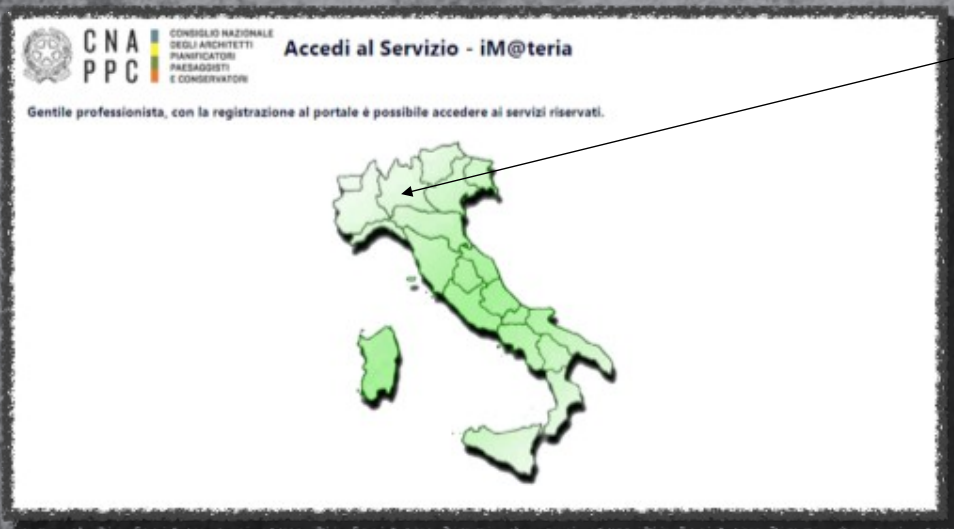 CNA
PPC
CONSIGLIO NAZIONALE
DEGLI ARCHITETTI
PIANIFICATORI
PAESAGGISTI
E CONSERVATORI
Accedi al Servizio - iM@teria
Gentile professionista, con la registrazione al portale è possibile accedere ai servizi riservati.